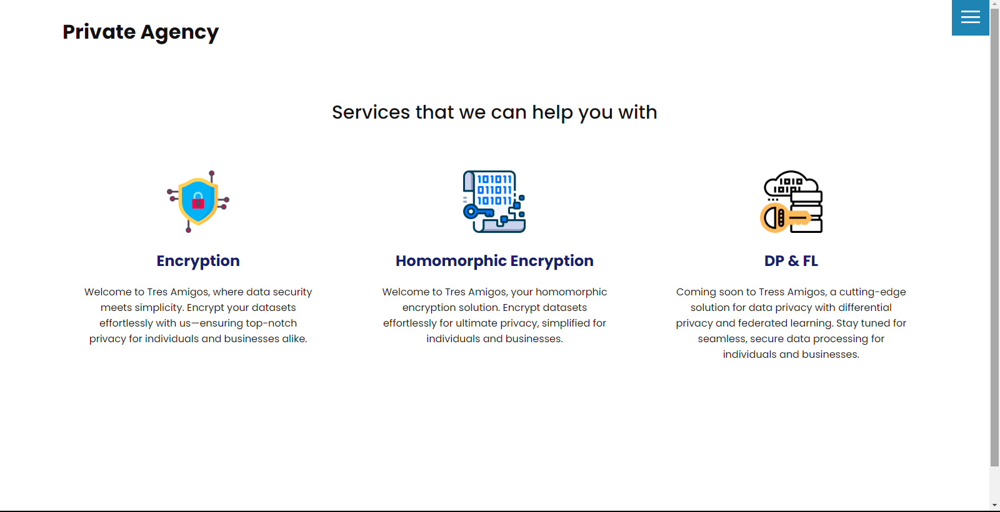 Private Agency
Services that we can help you with
101011
011011
101011
1010
1010
Encryption
Welcome to Tres Amigos, where data security
meets simplicity. Encrypt your datasets
effortlessly with us—ensuring top-notch
privacy for individuals and businesses alike.
Homomorphic Encryption
Welcome to Tres Amigos, your homomorphic
encryption solution. Encrypt datasets
effortlessly for ultimate privacy, simplified for
individuals and businesses.
DP & FL
Coming soon to Tress Amigos, a cutting-edge
solution for data privacy with differential
privacy and federated learning. Stay tuned for
seamless, secure data processing for
individuals and businesses.